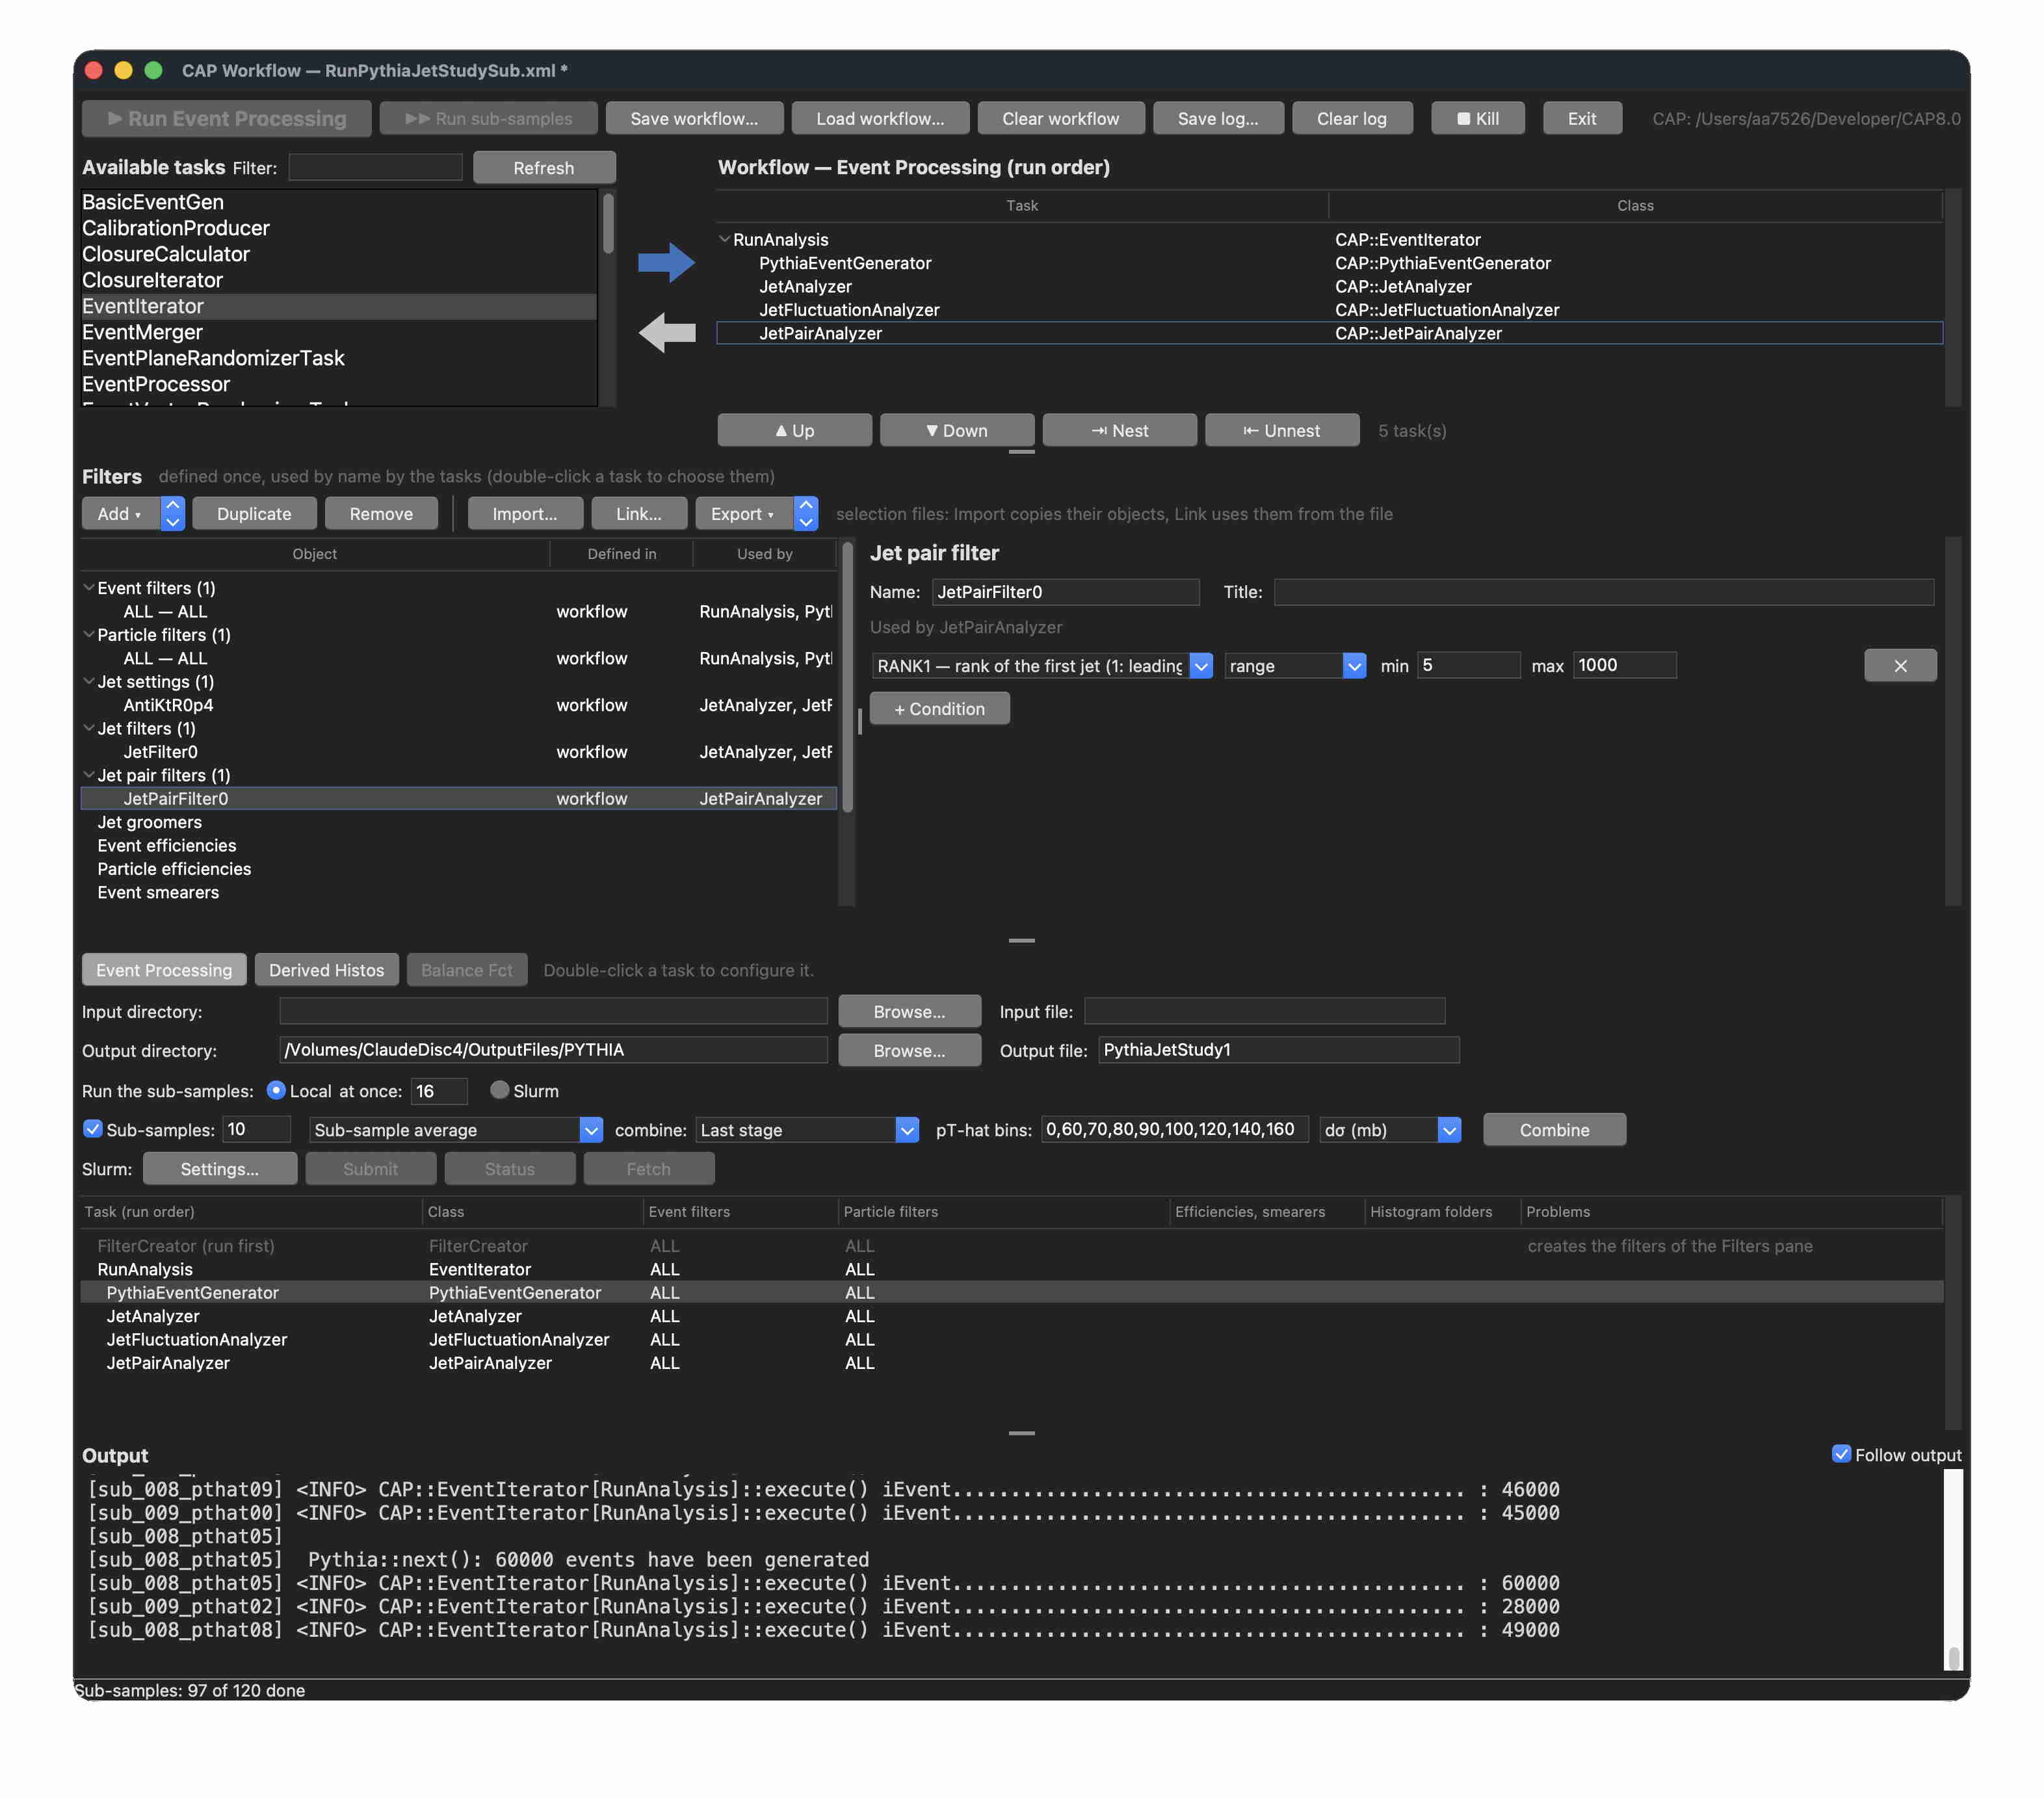 CAP Workflow — RunPythiaJetStudySub.xml *
▶ Run Event Processing ▶▶ Run sub-samples Save workflow... Load workflow... Clear workflow Save log... Clear log Kill Exit CAP: /Users/aa7526/Developer/CAP8.0
Available tasks Filter: Refresh
BasicEventGen
CalibrationProducer
ClosureCalculator
ClosureIterator
EventIterator
EventMerger
EventPlaneRandomizerTask
EventProcessor
Workflow — Event Processing (run order)
Task Class
RunAnalysis CAP::EventIterator
PythiaEventGenerator CAP::PythiaEventGenerator
JetAnalyzer CAP::JetAnalyzer
JetFluctuationAnalyzer CAP::JetFluctuationAnalyzer
JetPairAnalyzer CAP::JetPairAnalyzer
▲ Up ▼ Down ⇥ Nest ⇤ Unnest 5 task(s)
Filters defined once, used by name by the tasks (double-click a task to choose them)
Add ▾ Duplicate Remove Import... Link... Export ▾ selection files: Import copies their objects, Link uses them from the file
Object Defined in Used by
Event filters (1)
ALL — ALL workflow RunAnalysis, Pyt
Particle filters (1)
ALL — ALL workflow RunAnalysis, Pyt
Jet settings (1)
AntiKtR0p4 workflow JetAnalyzer, JetF
Jet filters (1)
JetFilter0 workflow JetAnalyzer, JetF
Jet pair filters (1)
JetPairFilter0 workflow JetPairAnalyzer
Jet groomers
Event efficiencies
Particle efficiencies
Event smearers
Jet pair filter
Name: JetPairFilter0 Title:
Used by JetPairAnalyzer
RANK1 — rank of the first jet (1: leading range min 5 max 1000 ×
+ Condition
Event Processing Derived Histos Balance Fct Double-click a task to configure it.
Input directory: Browse... Input file:
Output directory: /Volumes/ClaudeDisc4/OutputFiles/PYTHIA Browse... Output file: PythiaJetStudy1
Run the sub-samples: Local at once: 16 Slurm
Sub-samples: 10 Sub-sample average combine: Last stage pT-hat bins: 0,60,70,80,90,100,120,140,160 dσ (mb) Combine
Slurm: Settings... Submit Status Fetch
Task (run order) Class Event filters Particle filters Efficiencies, smearers Histogram folders Problems
FilterCreator (run first) FilterCreator ALL ALL creates the filters of the Filters pane
RunAnalysis EventIterator ALL ALL
PythiaEventGenerator PythiaEventGenerator ALL ALL
JetAnalyzer JetAnalyzer ALL ALL
JetFluctuationAnalyzer JetFluctuationAnalyzer ALL ALL
JetPairAnalyzer JetPairAnalyzer ALL ALL
Output Follow output
[sub_008_pthat09] <INFO> CAP::EventIterator[RunAnalysis]::execute() iEvent............................................ : 46000
[sub_009_pthat00] <INFO> CAP::EventIterator[RunAnalysis]::execute() iEvent............................................ : 45000
[sub_008_pthat05]
[sub_008_pthat05] Pythia::next(): 60000 events have been generated
[sub_008_pthat05] <INFO> CAP::EventIterator[RunAnalysis]::execute() iEvent............................................ : 60000
[sub_009_pthat02] <INFO> CAP::EventIterator[RunAnalysis]::execute() iEvent............................................ : 28000
[sub_008_pthat08] <INFO> CAP::EventIterator[RunAnalysis]::execute() iEvent............................................ : 49000
Sub-samples: 97 of 120 done